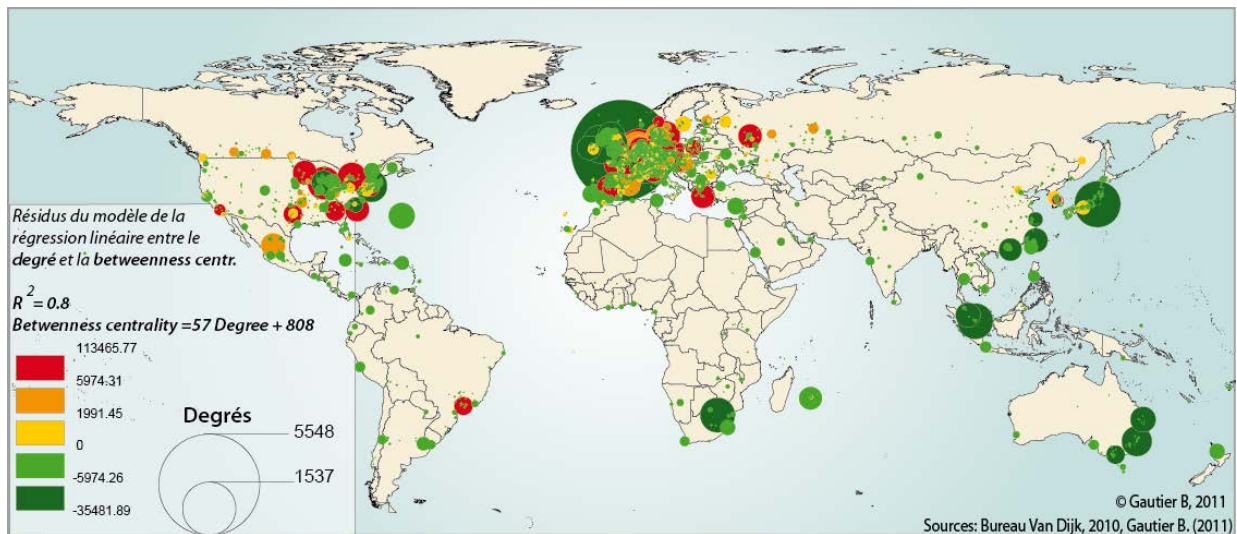 Résidus du modèle de la
régression linéaire entre le
degré et la betweenness centr.
R² = 0.8
Betwenness centrality =57 Degree + 808
113465.77
5974.31
1991.45
0
-5974.26
-35481.89
Degrés
5548
1537
© Gautier B, 2011
Sources: Bureau Van Dijk, 2010, Gautier B. (2011)